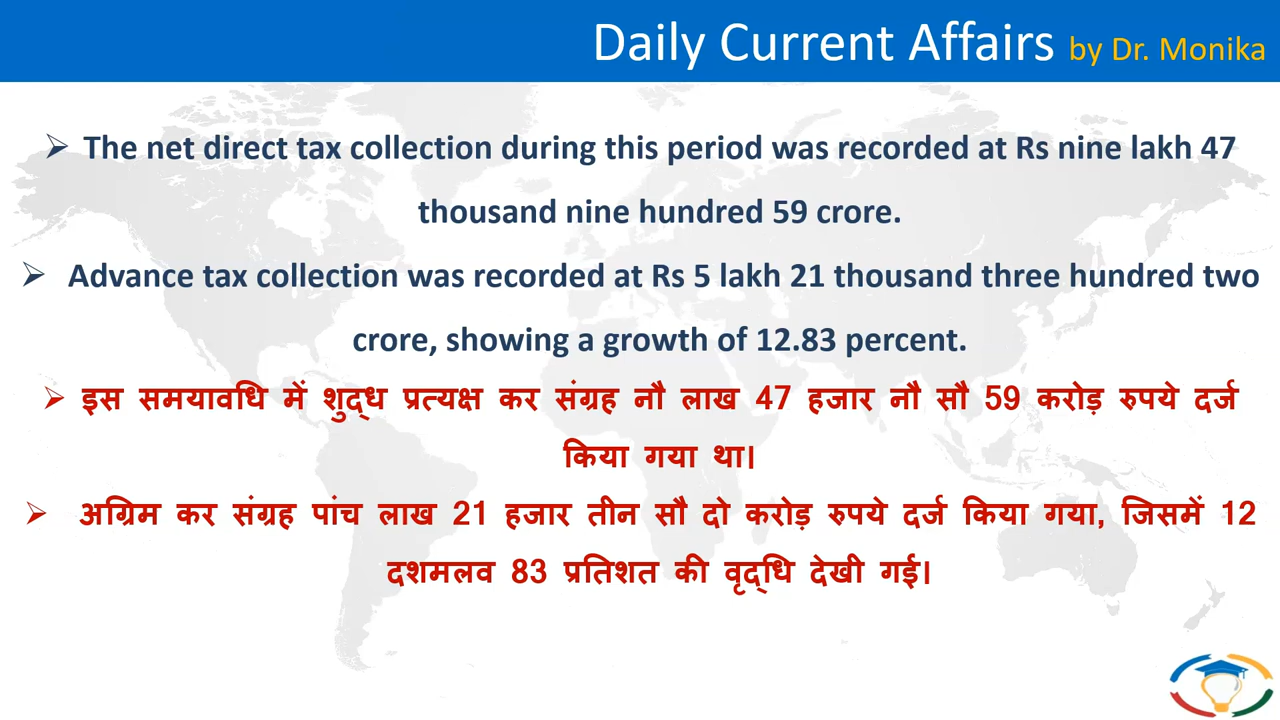 Daily Current Affairs by Dr. Monika
➢ The net direct tax collection during this period was recorded at Rs nine lakh 47
thousand nine hundred 59 crore.
➢ Advance tax collection was recorded at Rs 5 lakh 21 thousand three hundred two
crore, showing a growth of 12.83 percent.
➢ इस समयावधि में शुद्ध प्रत्यक्ष कर संग्रह नौ लाख 47 हजार नौ सौ 59 करोड़ रुपये दर्ज
किया गया था।
➢ अग्रिम कर संग्रह पांच लाख 21 हजार तीन सौ दो करोड़ रुपये दर्ज किया गया, जिसमें 12
दशमलव 83 प्रतिशत की वृद्धि देखी गई।